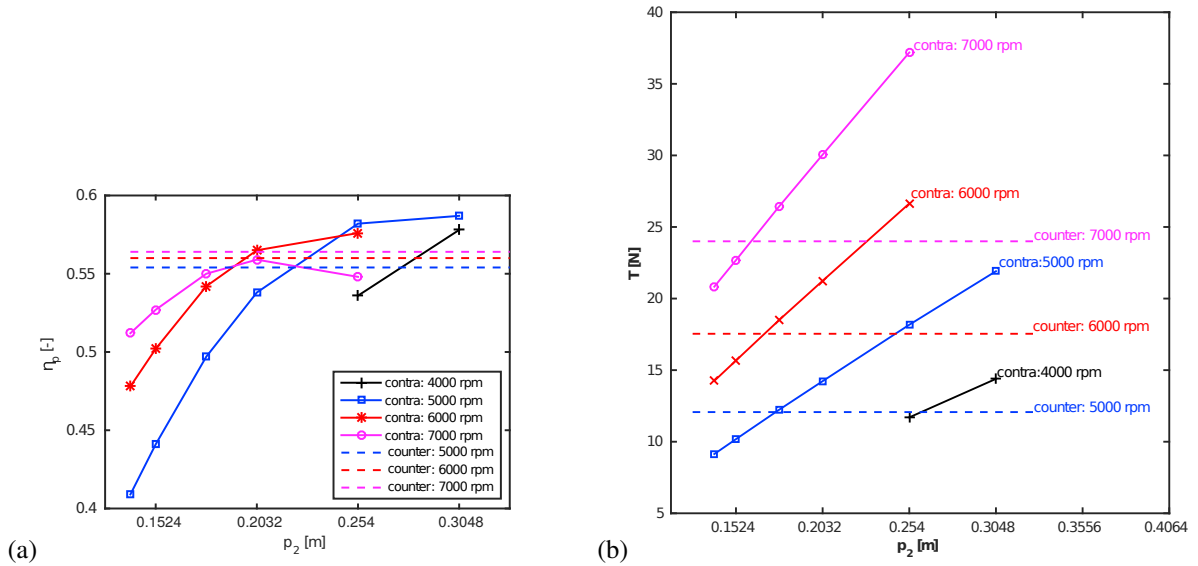 0.6
0.55
0.5
0.45
0.4
η_p [-]
0.1524 0.2032 0.254 0.3048
p_2 [m]
contra: 4000 rpm
contra: 5000 rpm
contra: 6000 rpm
contra: 7000 rpm
counter: 5000 rpm
counter: 6000 rpm
counter: 7000 rpm
(a)
40
35
30
25
20
15
10
5
T [N]
contra: 7000 rpm
contra: 6000 rpm
counter: 7000 rpm
contra:5000 rpm
counter: 6000 rpm
contra:4000 rpm
counter: 5000 rpm
0.1524 0.2032 0.254 0.3048 0.3556 0.4064
p_2 [m]
(b)